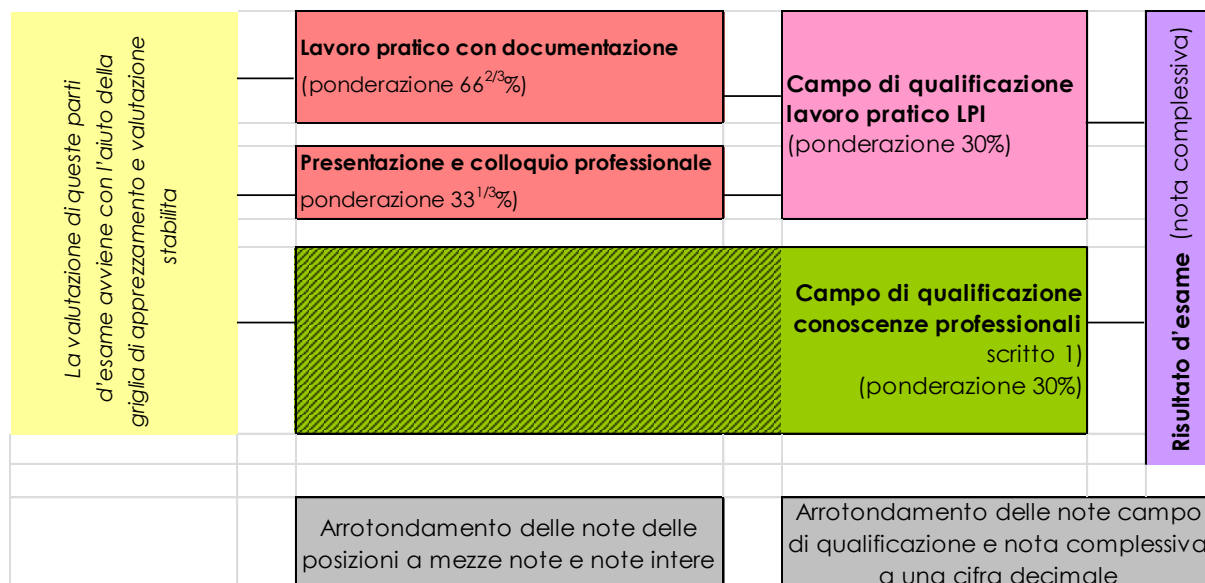 La valutazione di queste parti
d'esame avviene con l'aiuto della
griglia di apprezzamento e valutazione
stabilita
Lavoro pratico con documentazione
(ponderazione 66 2/3%)
Presentazione e colloquio professionale
ponderazione 33 1/3%)
Campo di qualificazione
lavoro pratico LPI
(ponderazione 30%)
Campo di qualificazione
conoscenze professionali
scritto 1)
(ponderazione 30%)
Risultato d'esame (nota complessiva)
Arrotondamento delle note delle
posizioni a mezze note e note intere
Arrotondamento delle note campo
di qualificazione e nota complessiva
a una cifra decimale